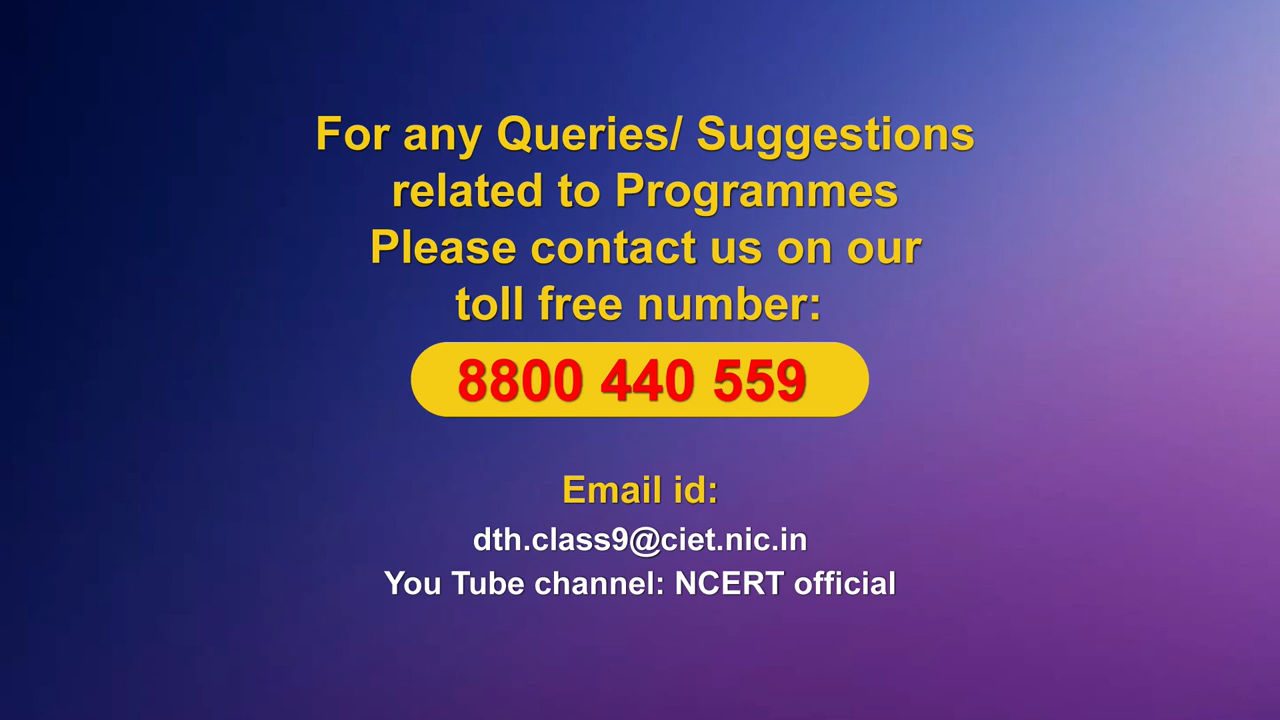 For any Queries/ Suggestions
related to Programmes
Please contact us on our
toll free number:
8800 440 559
Email id:
dth.class9@ciet.nic.in
You Tube channel: NCERT official